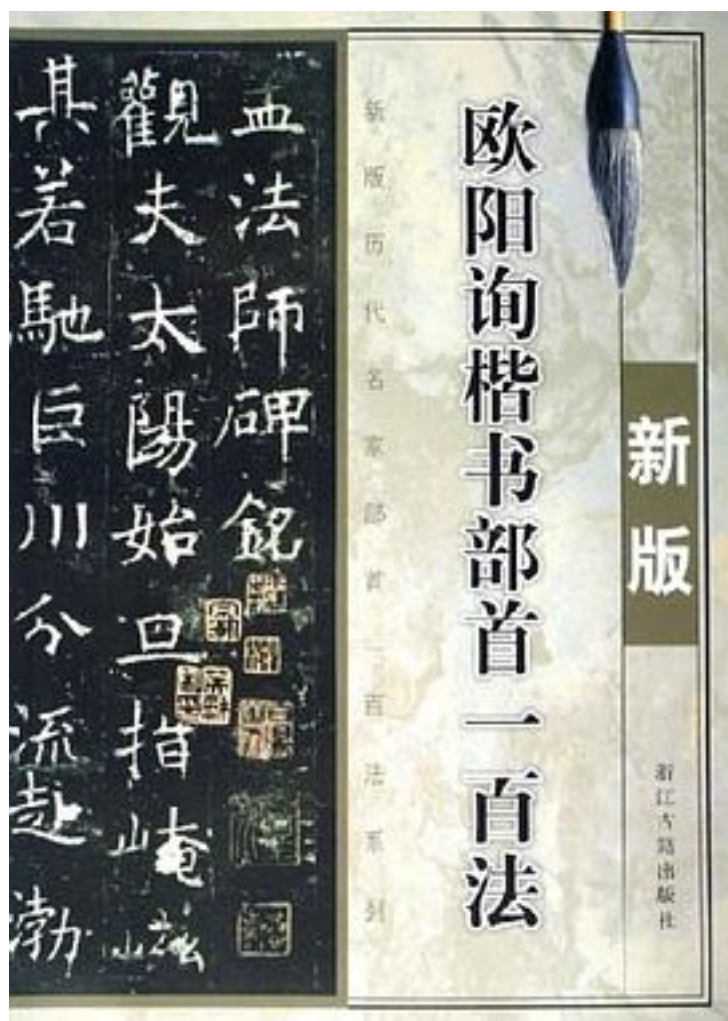 新版
浙江古籍出版社
欧阳询楷书部首一百法
新版历代名家部首一百法系列
法師碑銘
觀夫太陽始旦指崦嵫
其若馳巨川分流赴渤